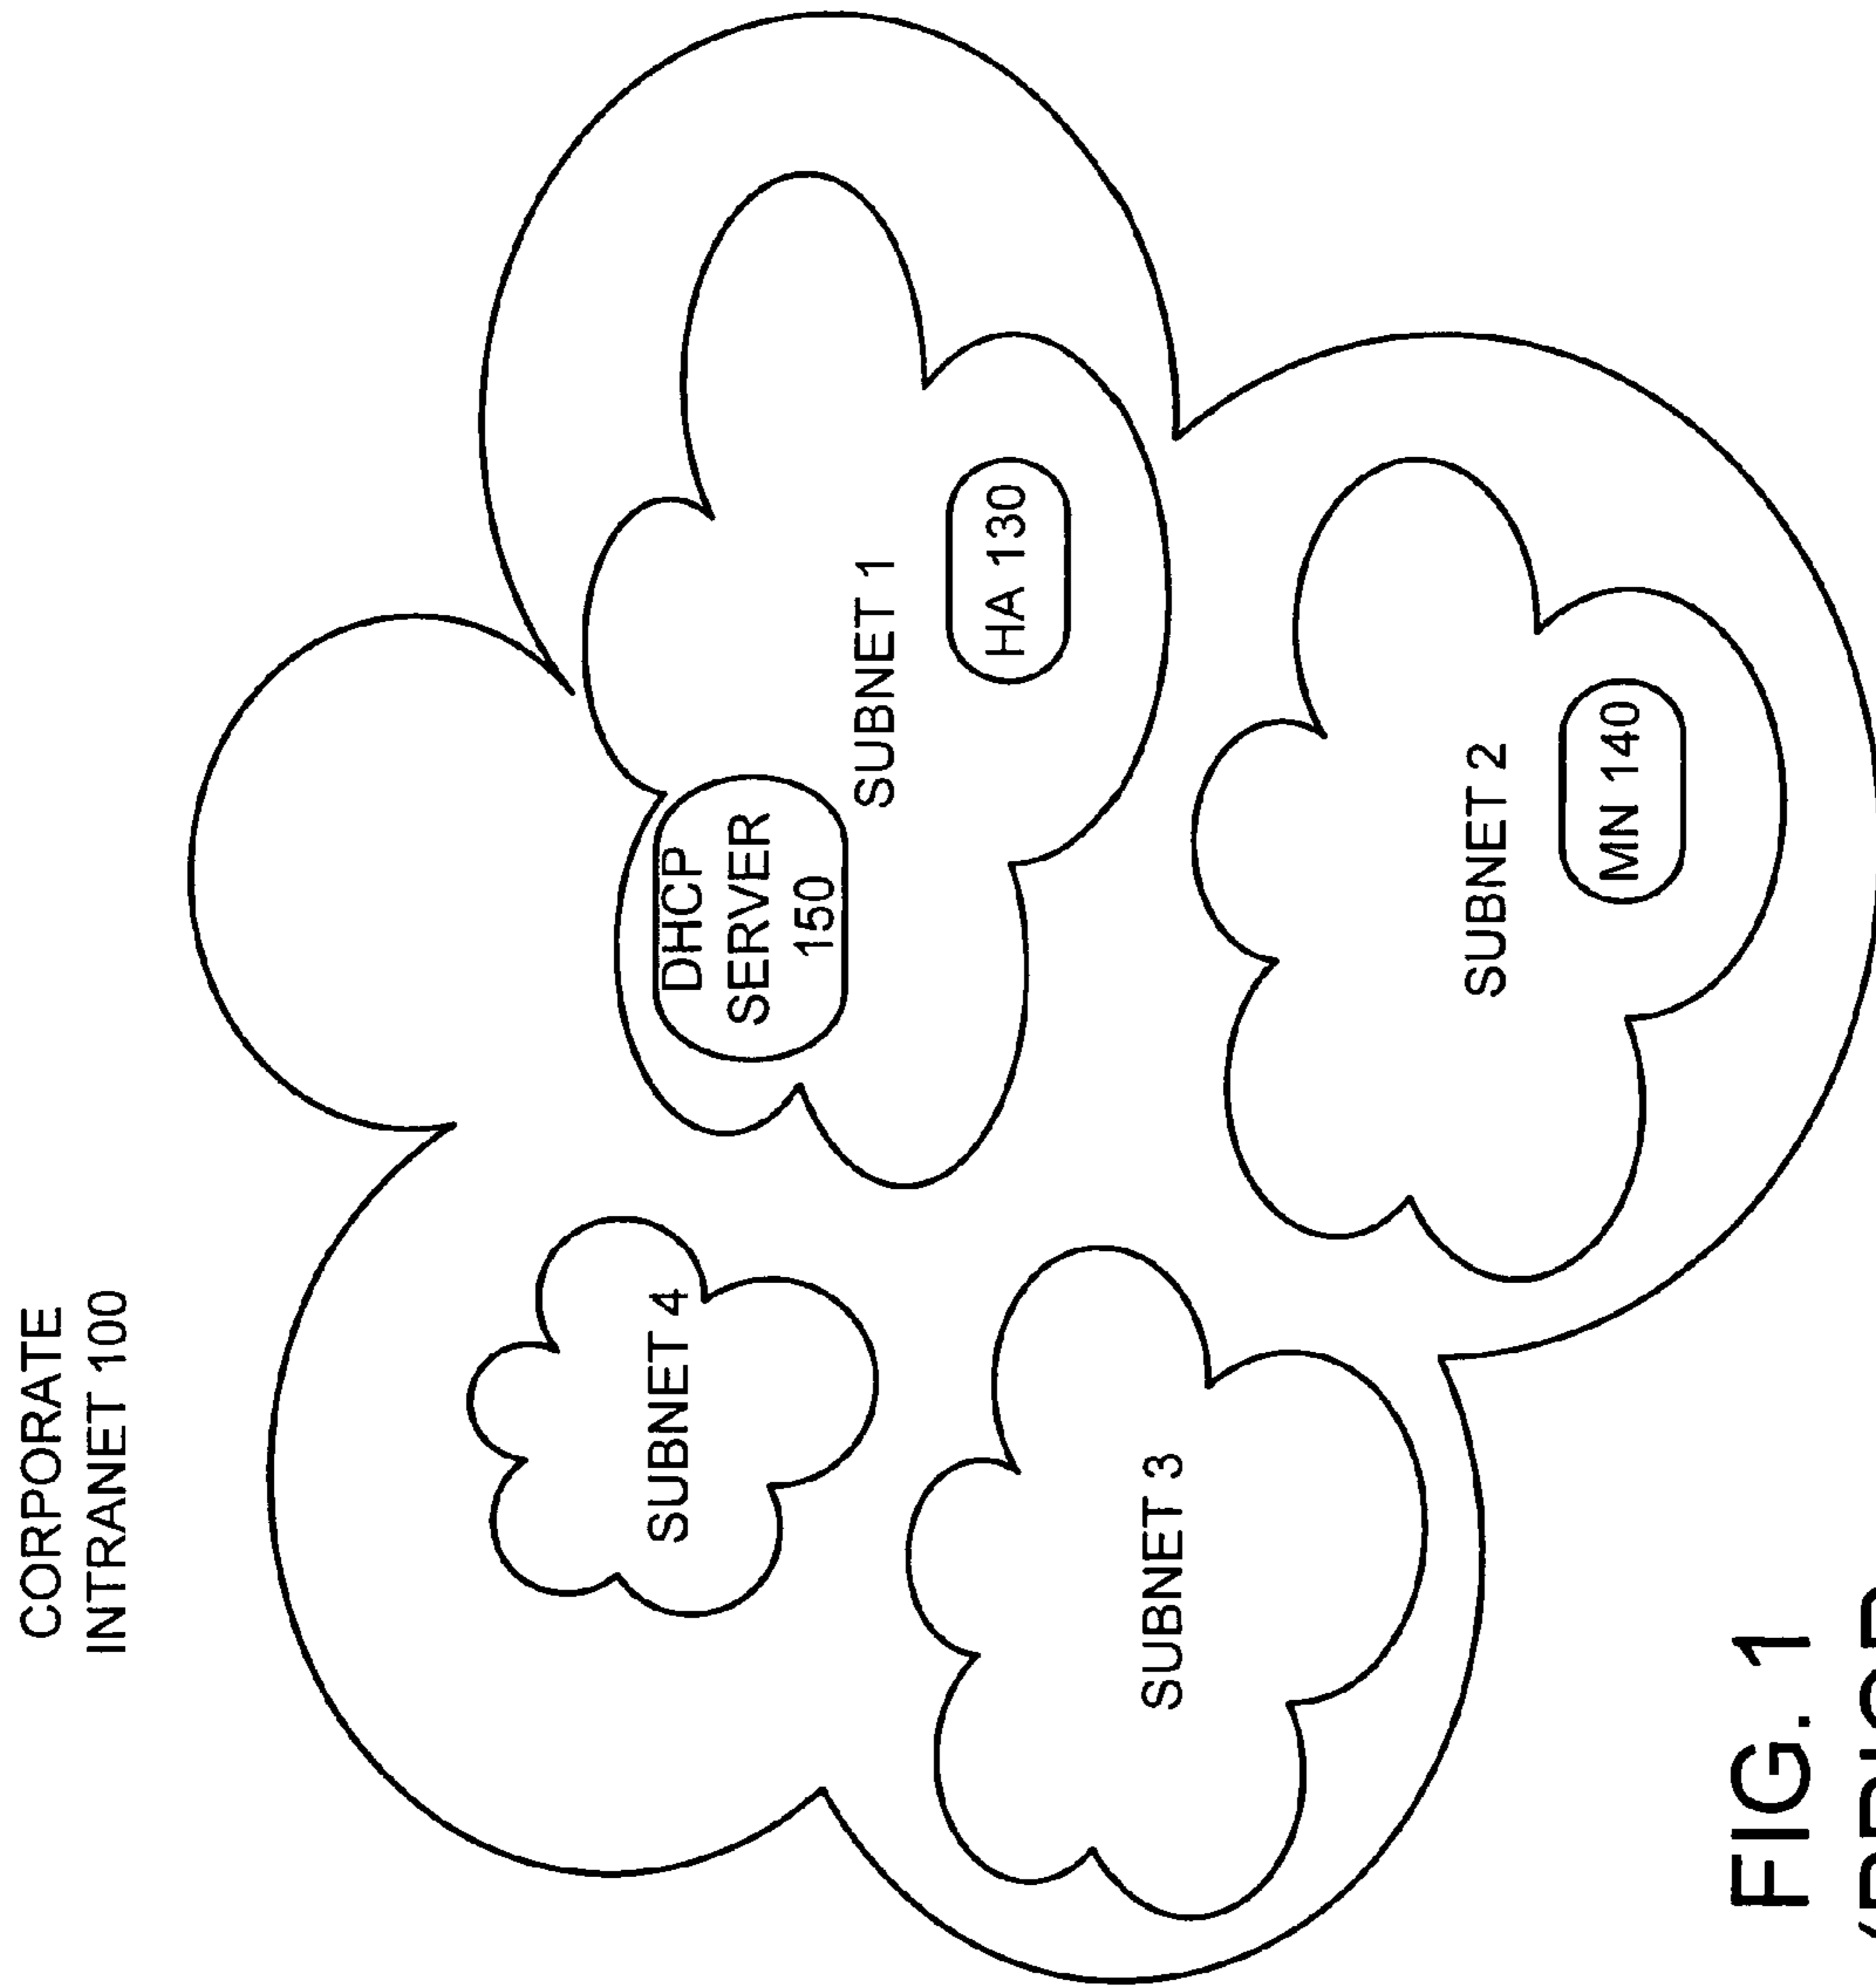 CORPORATE
INTRANET 100
SUBNET 4
DHCP
SERVER
150
SUBNET 1
HA 130
SUBNET 3
SUBNET 2
MN 140
FIG. 1